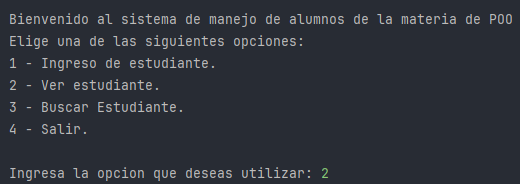 Bienvenido al sistema de manejo de alumnos de la materia de POO
Elige una de las siguientes opciones:
1 - Ingreso de estudiante.
2 - Ver estudiante.
3 - Buscar Estudiante.
4 - Salir.
Ingresa la opcion que deseas utilizar: 2